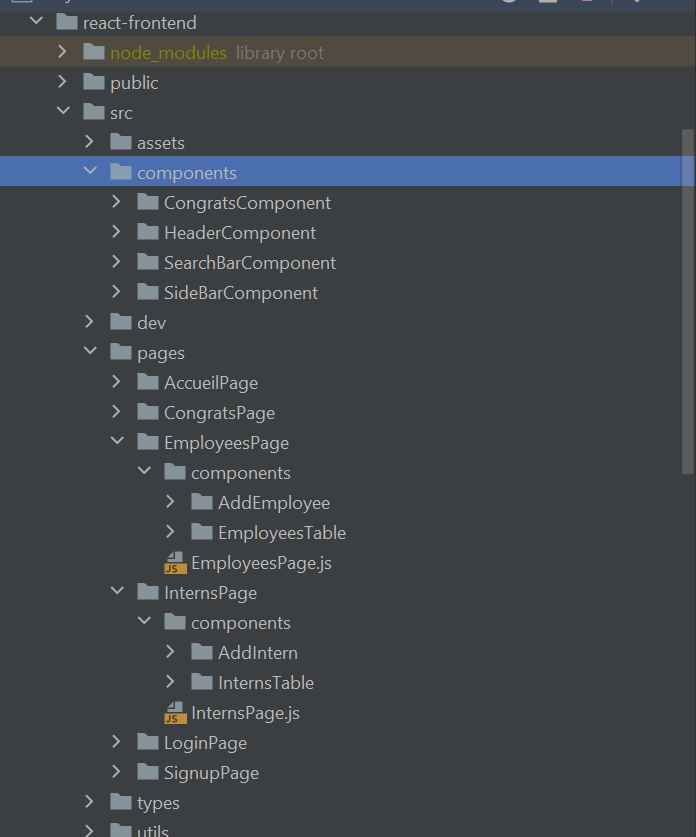 react-frontend
node_modules library root
public
src
assets
components
CongratsComponent
HeaderComponent
SearchBarComponent
SideBarComponent
dev
pages
AccueilPage
CongratsPage
EmployeesPage
components
AddEmployee
EmployeesTable
JS EmployeesPage.js
InternsPage
components
AddIntern
InternsTable
JS InternsPage.js
LoginPage
SignupPage
types
utils